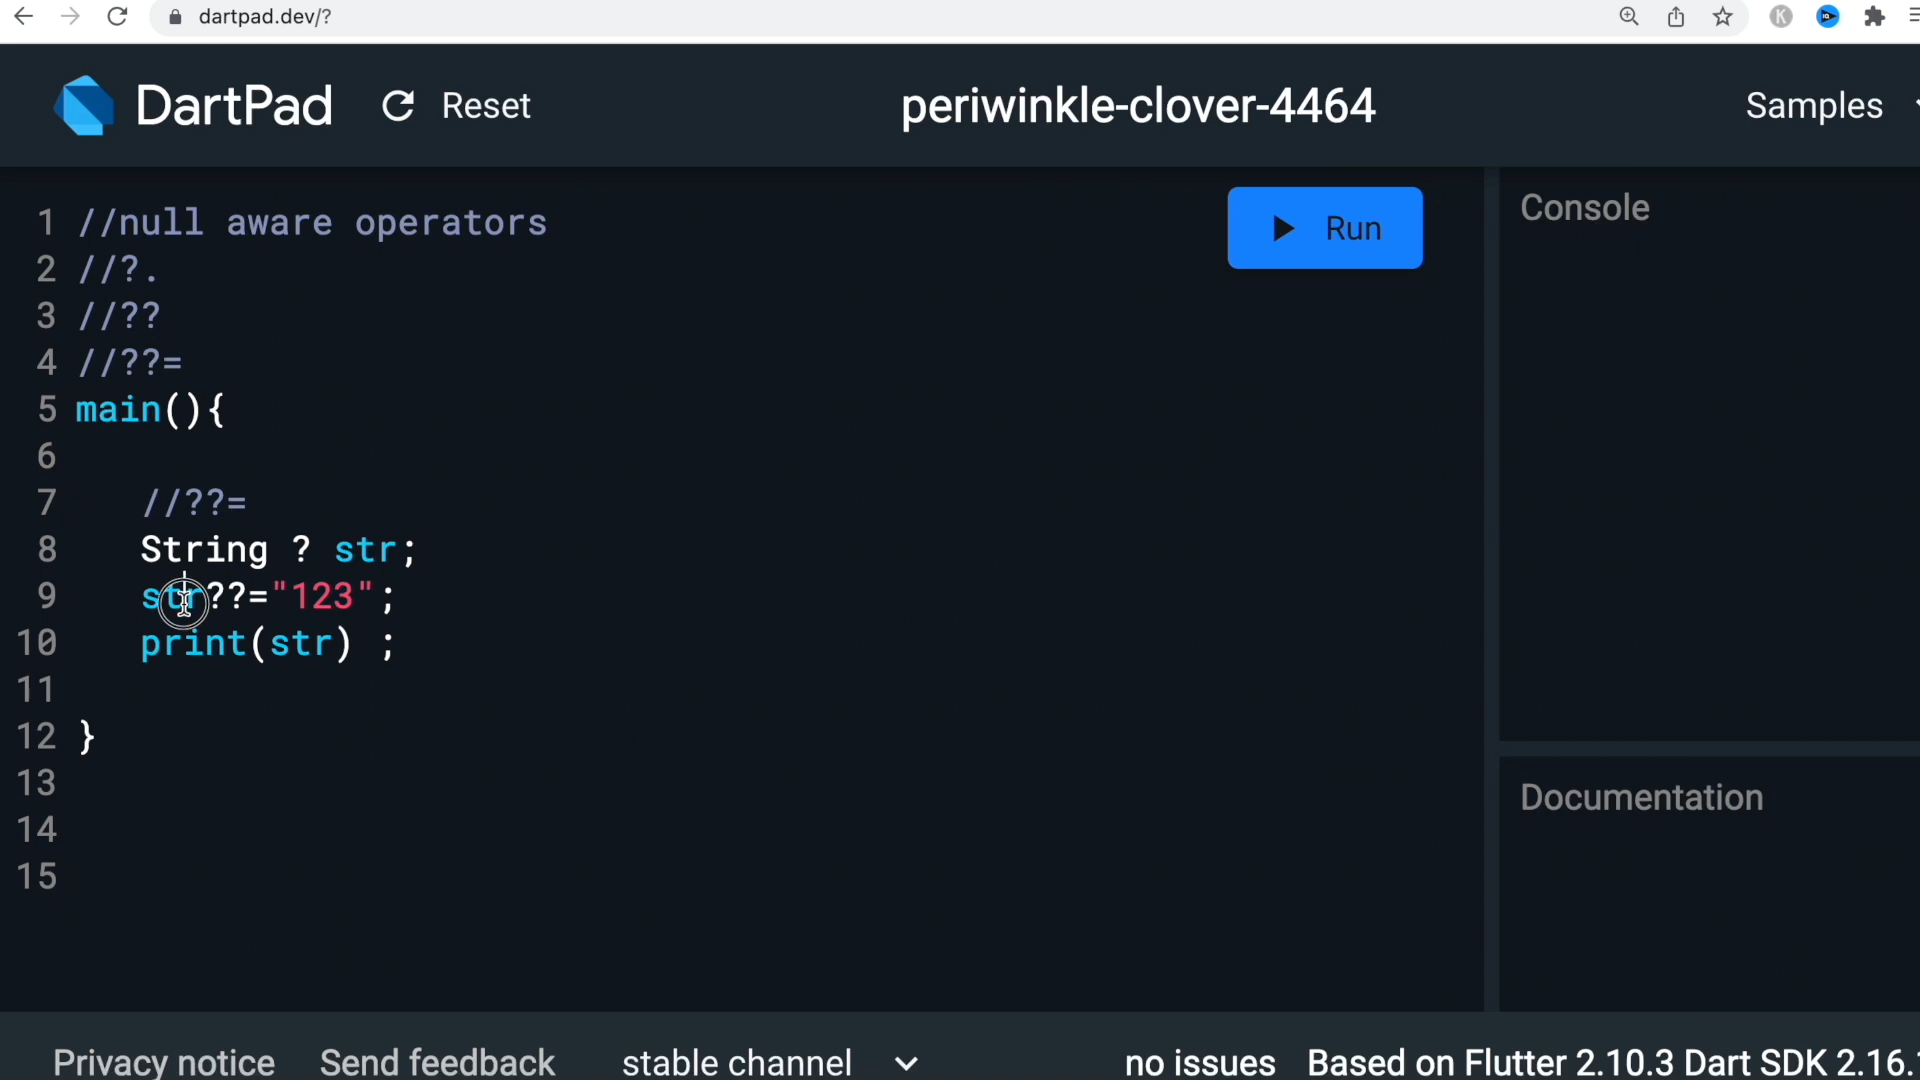 dartpad.dev/?
DartPad Reset periwinkle-clover-4464 Samples
Run
Console
1 //null aware operators
2 //?.
3 //??
4 //??=
5 main(){
6
7 //??=
8 String ? str;
9 str??="123";
10 print(str) ;
11
12 }
13
14
15
Documentation
Privacy notice Send feedback stable channel no issues Based on Flutter 2.10.3 Dart SDK 2.16.